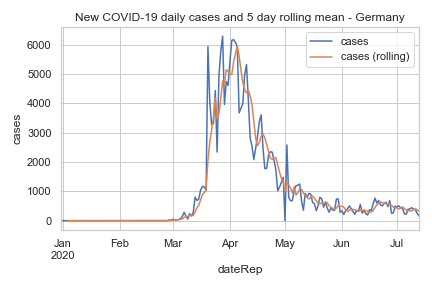 New COVID-19 daily cases and 5 day rolling mean - Germany
cases
cases (rolling)
6000
5000
4000
3000
2000
1000
0
cases
Jan
2020
Feb
Mar
Apr
May
Jun
Jul
dateRep